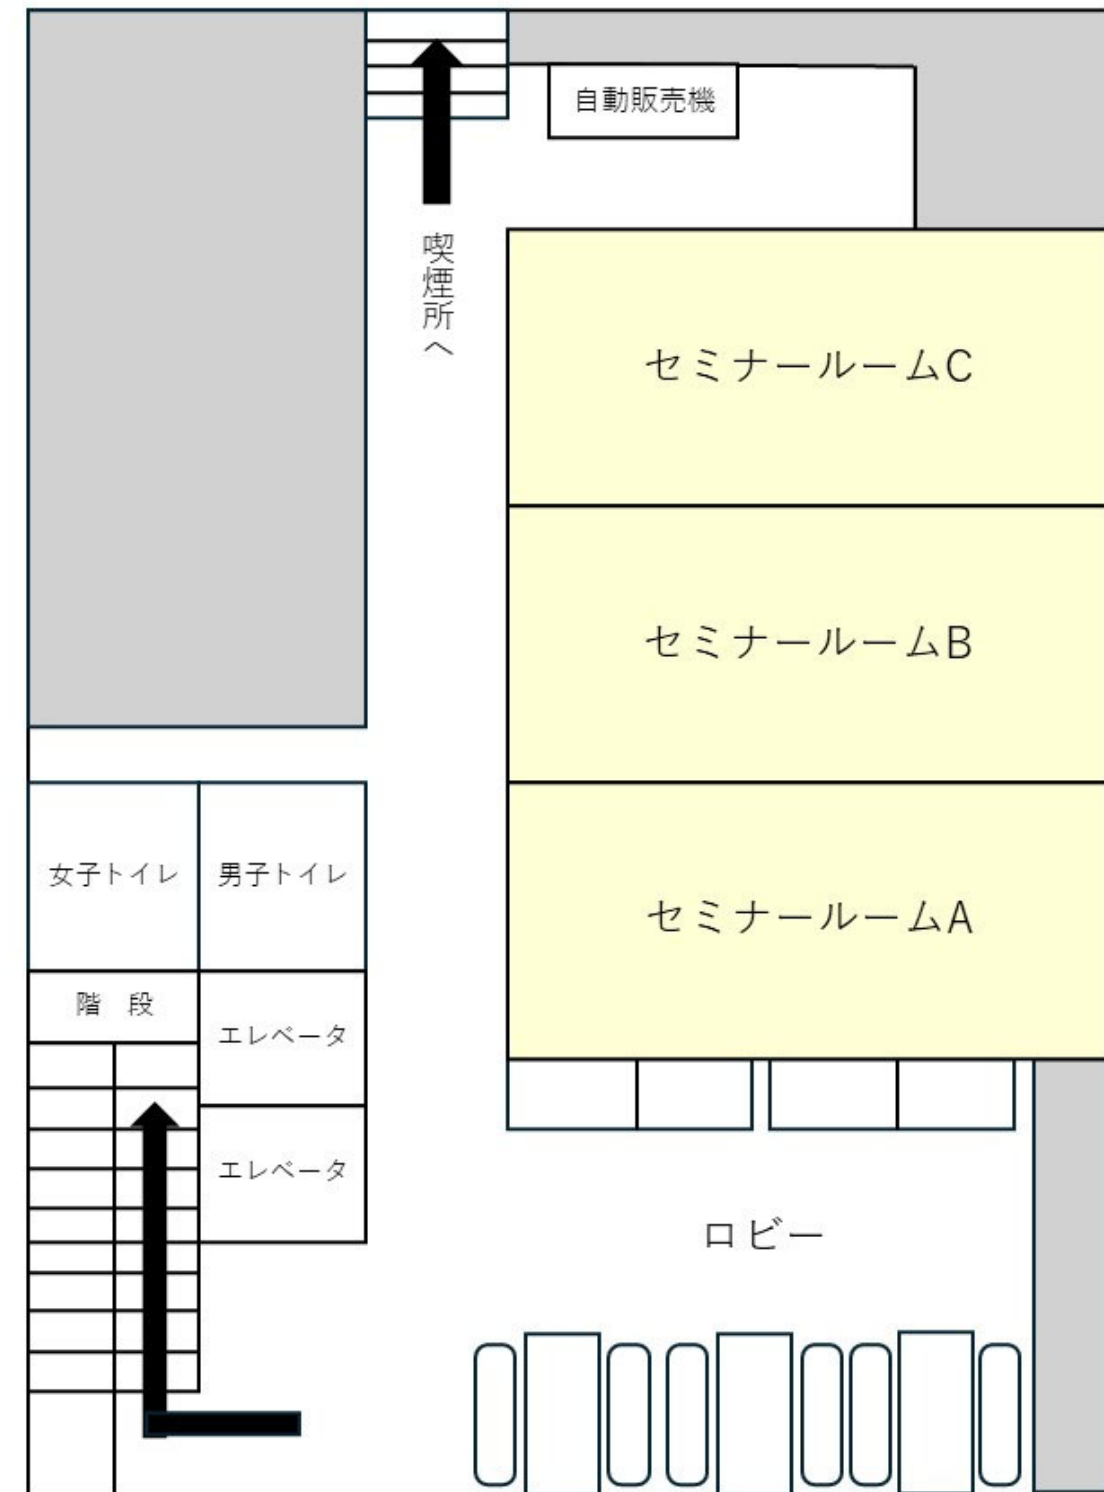 自動販売機
喫煙所へ
セミナールームC
セミナールームB
セミナールームA
女子トイレ
男子トイレ
階　段
エレベータ
エレベータ
ロビー